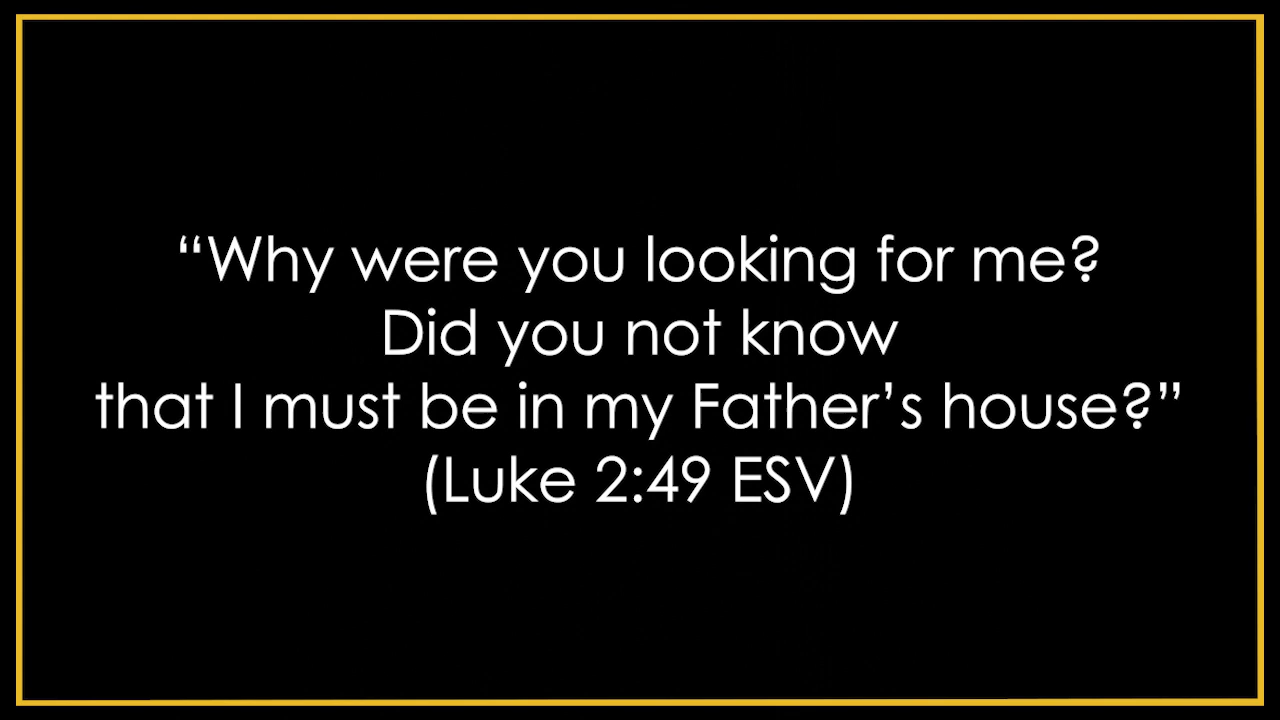 “Why were you looking for me?
Did you not know
that I must be in my Father’s house?”
(Luke 2:49 ESV)